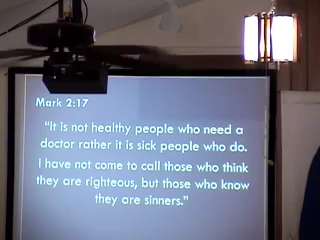 Mark 2:17
"It is not healthy people who need a
doctor rather it is sick people who do.
I have not come to call those who think
they are righteous, but those who know
they are sinners."